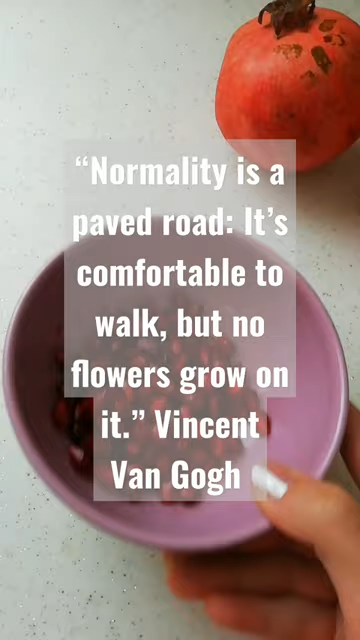 “Normality is a
paved road: It’s
comfortable to
walk, but no
flowers grow on
it.” Vincent
Van Gogh